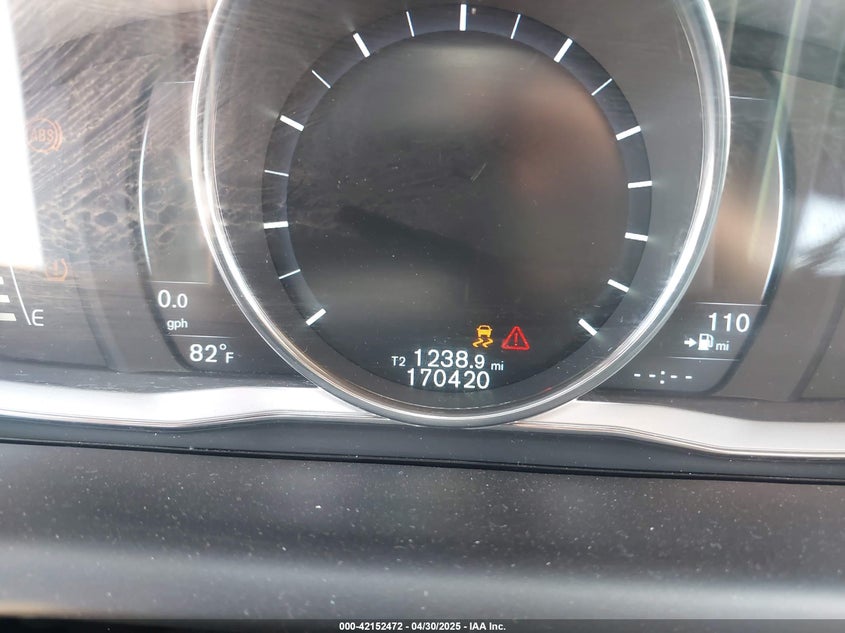 ABS
0.0
gph
82°F
E
T2 1238.9 mi
170420
110
mi
--:--
000-42152472 - 04/30/2025 - IAA Inc.